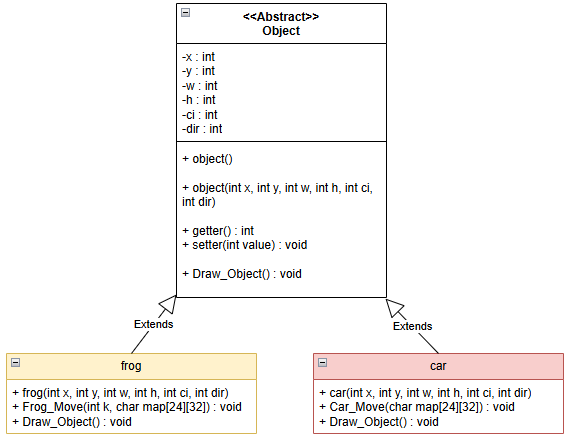 <<Abstract>>
Object
-x : int
-y : int
-w : int
-h : int
-ci : int
-dir : int
+ object()
+ object(int x, int y, int w, int h, int ci,
int dir)
+ getter() : int
+ setter(int value) : void
+ Draw_Object() : void
Extends
Extends
frog
+ frog(int x, int y, int w, int h, int ci, int dir)
+ Frog_Move(int k, char map[24][32]) : void
+ Draw_Object() : void
car
+ car(int x, int y, int w, int h, int ci, int dir)
+ Car_Move(char map[24][32]) : void
+ Draw_Object() : void